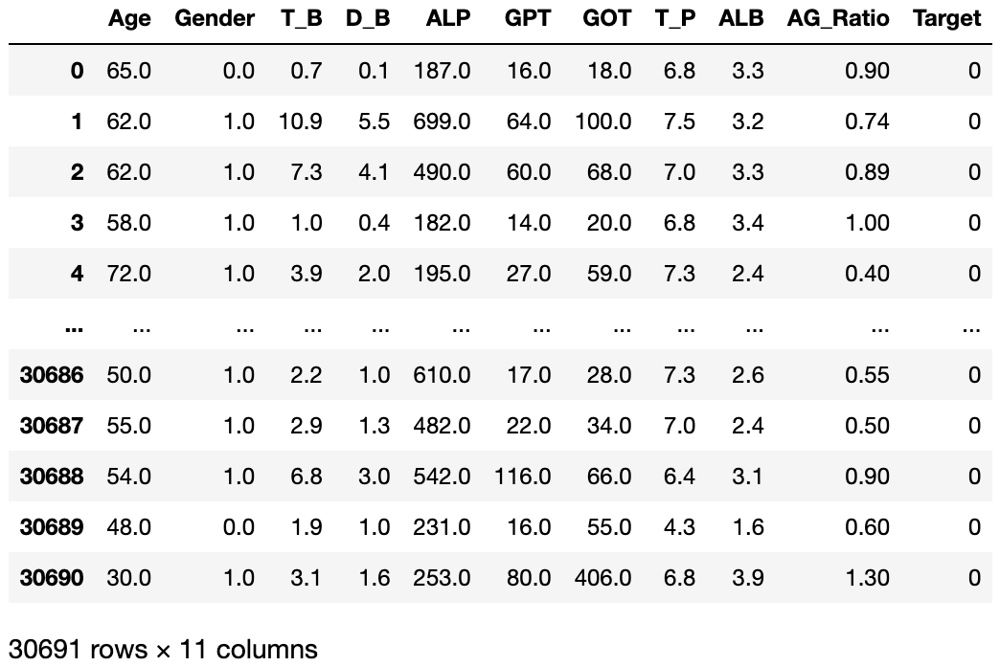 Age Gender T_B D_B ALP GPT GOT T_P ALB AG_Ratio Target
0 65.0 0.0 0.7 0.1 187.0 16.0 18.0 6.8 3.3 0.90 0
1 62.0 1.0 10.9 5.5 699.0 64.0 100.0 7.5 3.2 0.74 0
2 62.0 1.0 7.3 4.1 490.0 60.0 68.0 7.0 3.3 0.89 0
3 58.0 1.0 1.0 0.4 182.0 14.0 20.0 6.8 3.4 1.00 0
4 72.0 1.0 3.9 2.0 195.0 27.0 59.0 7.3 2.4 0.40 0
... ... ... ... ... ... ... ... ... ... ... ...
30686 50.0 1.0 2.2 1.0 610.0 17.0 28.0 7.3 2.6 0.55 0
30687 55.0 1.0 2.9 1.3 482.0 22.0 34.0 7.0 2.4 0.50 0
30688 54.0 1.0 6.8 3.0 542.0 116.0 66.0 6.4 3.1 0.90 0
30689 48.0 0.0 1.9 1.0 231.0 16.0 55.0 4.3 1.6 0.60 0
30690 30.0 1.0 3.1 1.6 253.0 80.0 406.0 6.8 3.9 1.30 0
30691 rows × 11 columns